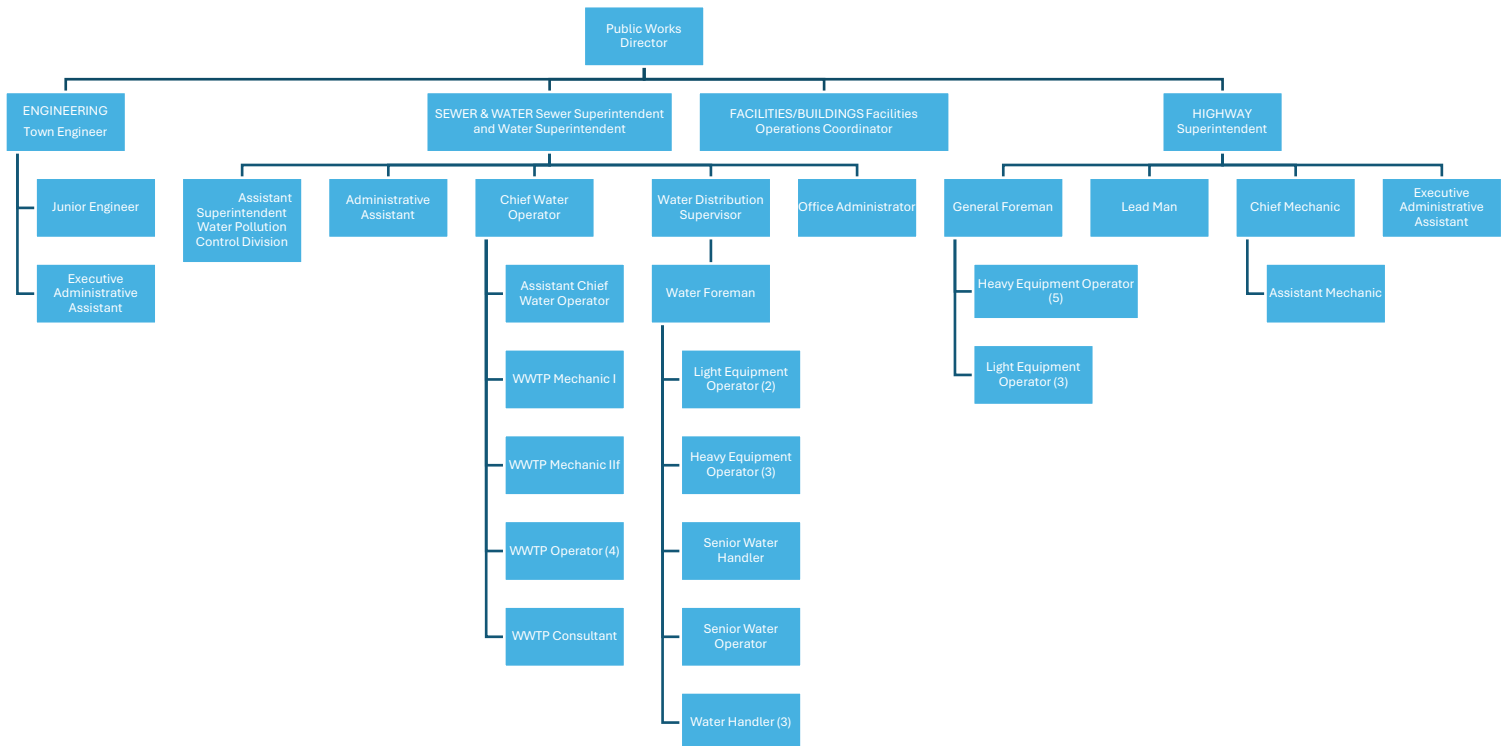 Public Works
Director
ENGINEERING
Town Engineer
SEWER & WATER Sewer Superintendent
and Water Superintendent
FACILITIES/BUILDINGS Facilities
Operations Coordinator
HIGHWAY
Superintendent
Junior Engineer
Executive
Administrative
Assistant
Assistant
Superintendent
Water Pollution
Control Division
Administrative
Assistant
Chief Water
Operator
Assistant Chief
Water Operator
WWTP Mechanic I
WWTP Mechanic IIf
WWTP Operator (4)
WWTP Consultant
Water Distribution
Supervisor
Water Foreman
Light Equipment
Operator (2)
Heavy Equipment
Operator (3)
Senior Water
Handler
Senior Water
Operator
Water Handler (3)
Office Administrator
General Foreman
Heavy Equipment Operator
(5)
Light Equipment
Operator (3)
Lead Man
Chief Mechanic
Assistant Mechanic
Executive
Administrative
Assistant